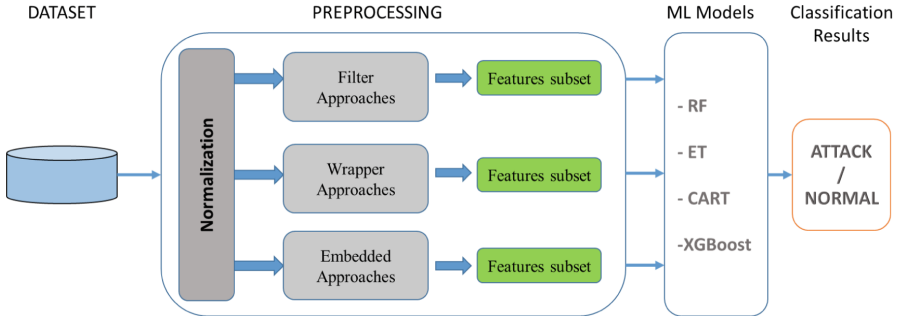 DATASET
PREPROCESSING
ML Models
Classification
Results
Normalization
Filter
Approaches
Features subset
Wrapper
Approaches
Features subset
Embedded
Approaches
Features subset
- RF
- ET
- CART
-XGBoost
ATTACK
/
NORMAL